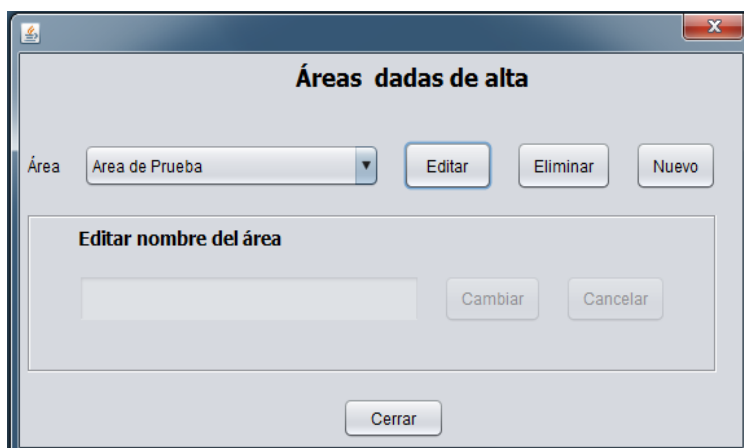 Áreas dadas de alta
Área Area de Prueba Editar Eliminar Nuevo
Editar nombre del área
Cambiar Cancelar
Cerrar